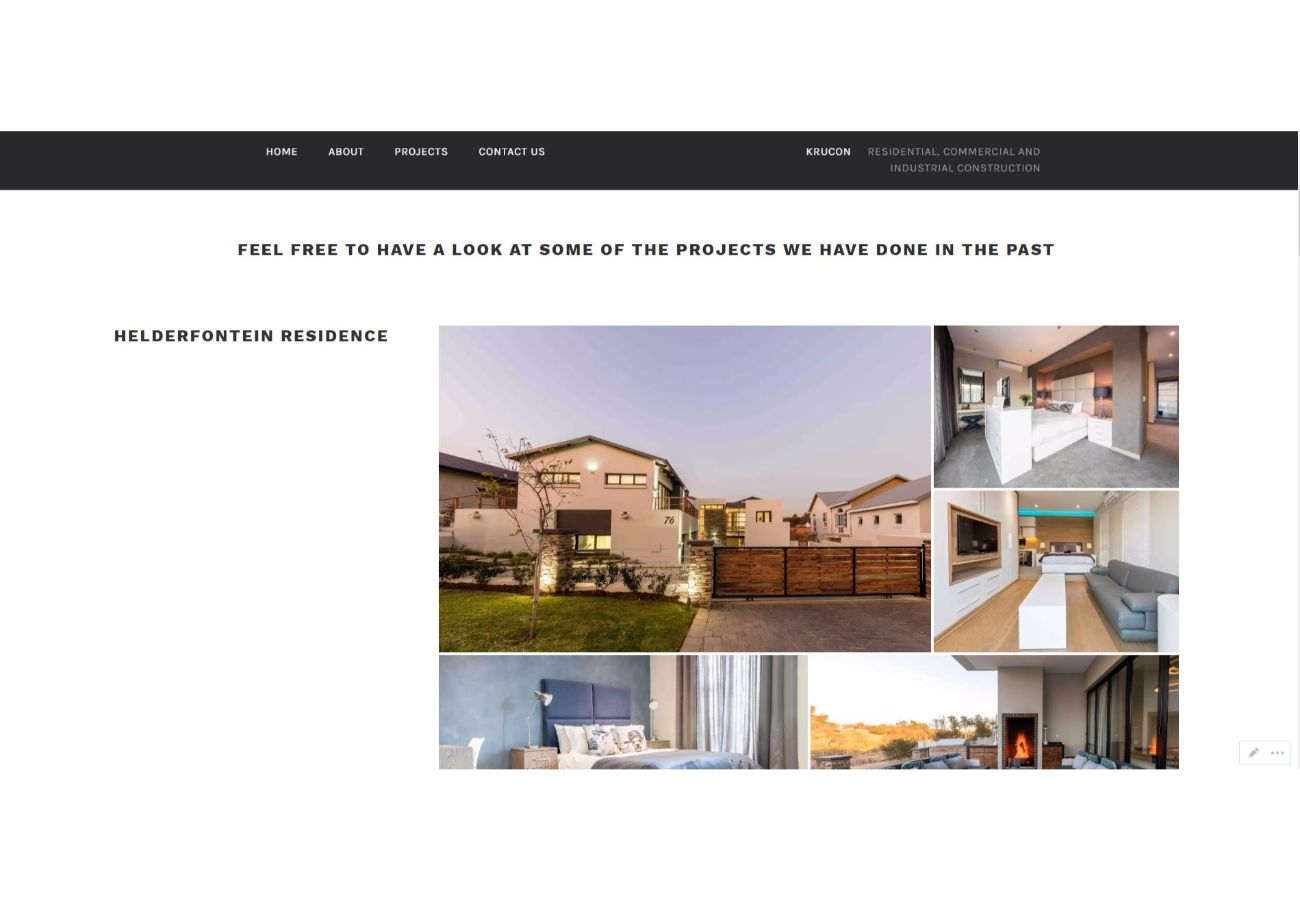 HOME ABOUT PROJECTS CONTACT US KRUCON RESIDENTIAL, COMMERCIAL AND
INDUSTRIAL CONSTRUCTION
FEEL FREE TO HAVE A LOOK AT SOME OF THE PROJECTS WE HAVE DONE IN THE PAST
HELDERFONTEIN RESIDENCE
76